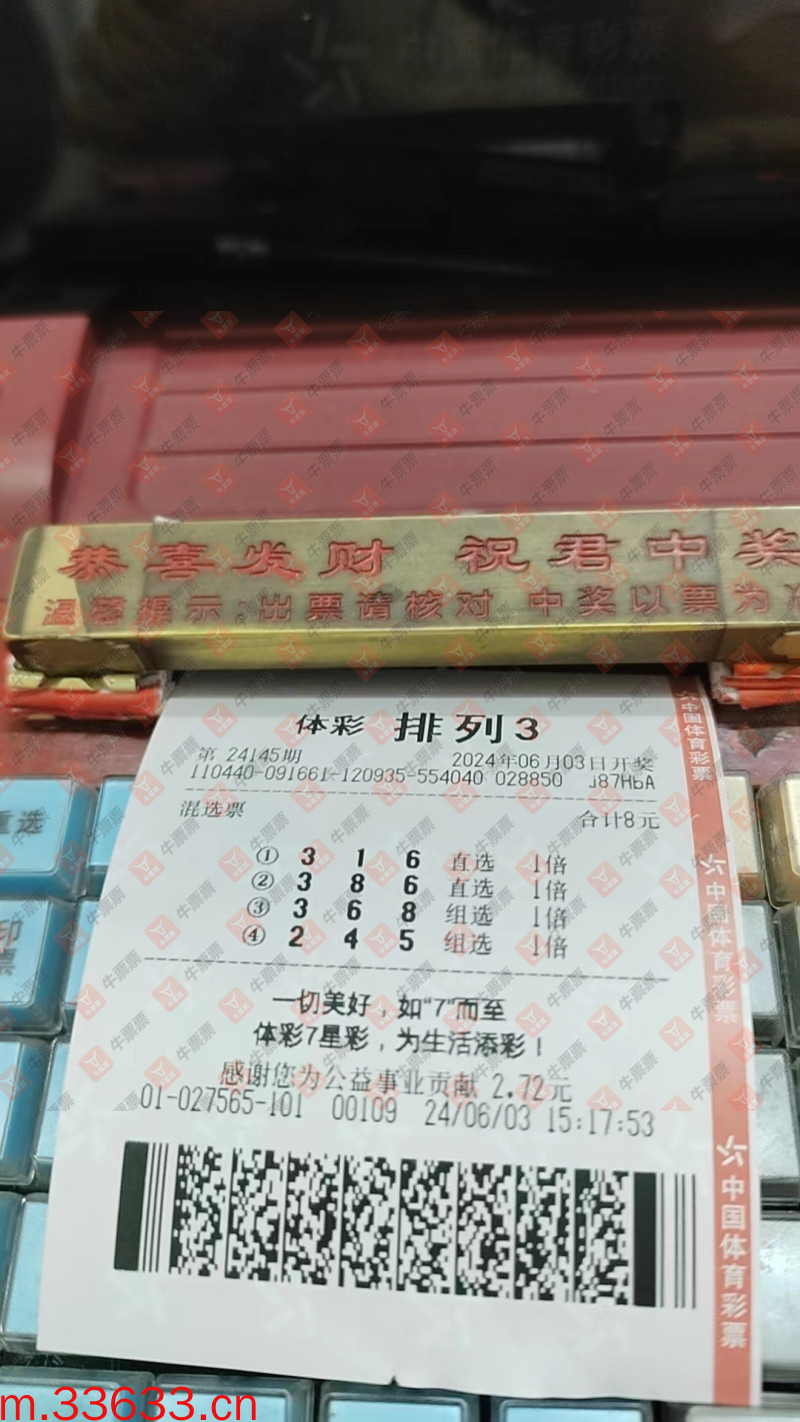 恭喜发财 祝君中奖
温馨提示:出票请核对 中奖以票为
体彩 排列3
第 24145期 2024年06月03日开奖
110440-091661-120935-554040 028850 j87HbA
混选票 合计8元
① 3 1 6 直选 1倍
② 3 8 6 直选 1倍
③ 3 6 8 组选 1倍
④ 2 4 5 组选 1倍
一切美好，如“7”而至
体彩7星彩，为生活添彩！
感谢您为公益事业贡献 2.72元
01-027565-101 00109 24/06/03 15:17:53
中国体育彩票
中国体育彩票
中国体育彩票
重选
印
票
牛票票
m.33633.cn